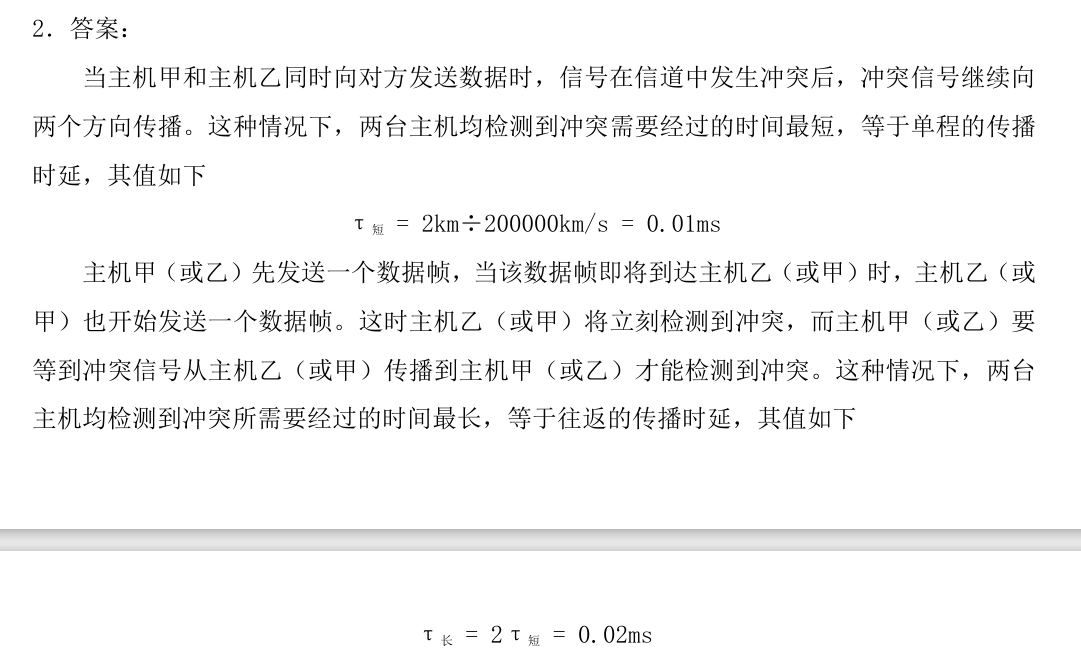 2．答案：
当主机甲和主机乙同时向对方发送数据时，信号在信道中发生冲突后，冲突信号继续向
两个方向传播。这种情况下，两台主机均检测到冲突需要经过的时间最短，等于单程的传播
时延，其值如下
τ短 = 2km÷200000km/s = 0.01ms
主机甲（或乙）先发送一个数据帧，当该数据帧即将到达主机乙（或甲）时，主机乙（或
甲）也开始发送一个数据帧。这时主机乙（或甲）将立刻检测到冲突，而主机甲（或乙）要
等到冲突信号从主机乙（或甲）传播到主机甲（或乙）才能检测到冲突。这种情况下，两台
主机均检测到冲突所需要经过的时间最长，等于往返的传播时延，其值如下
τ长 = 2τ短 = 0.02ms